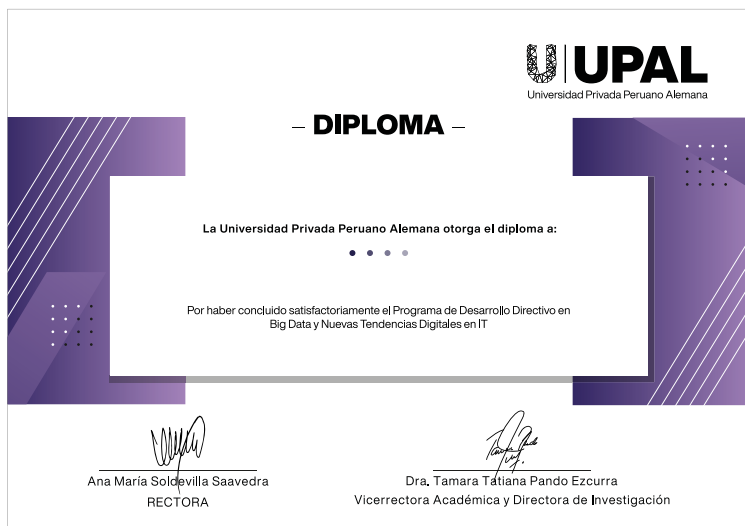 UPAL
Universidad Privada Peruano Alemana
– DIPLOMA –
La Universidad Privada Peruano Alemana otorga el diploma a:
Por haber concluido satisfactoriamente el Programa de Desarrollo Directivo en
Big Data y Nuevas Tendencias Digitales en IT
Ana María Soldevilla Saavedra
RECTORA
Dra. Tamara Tatiana Pando Ezcurra
Vicerrectora Académica y Directora de Investigación